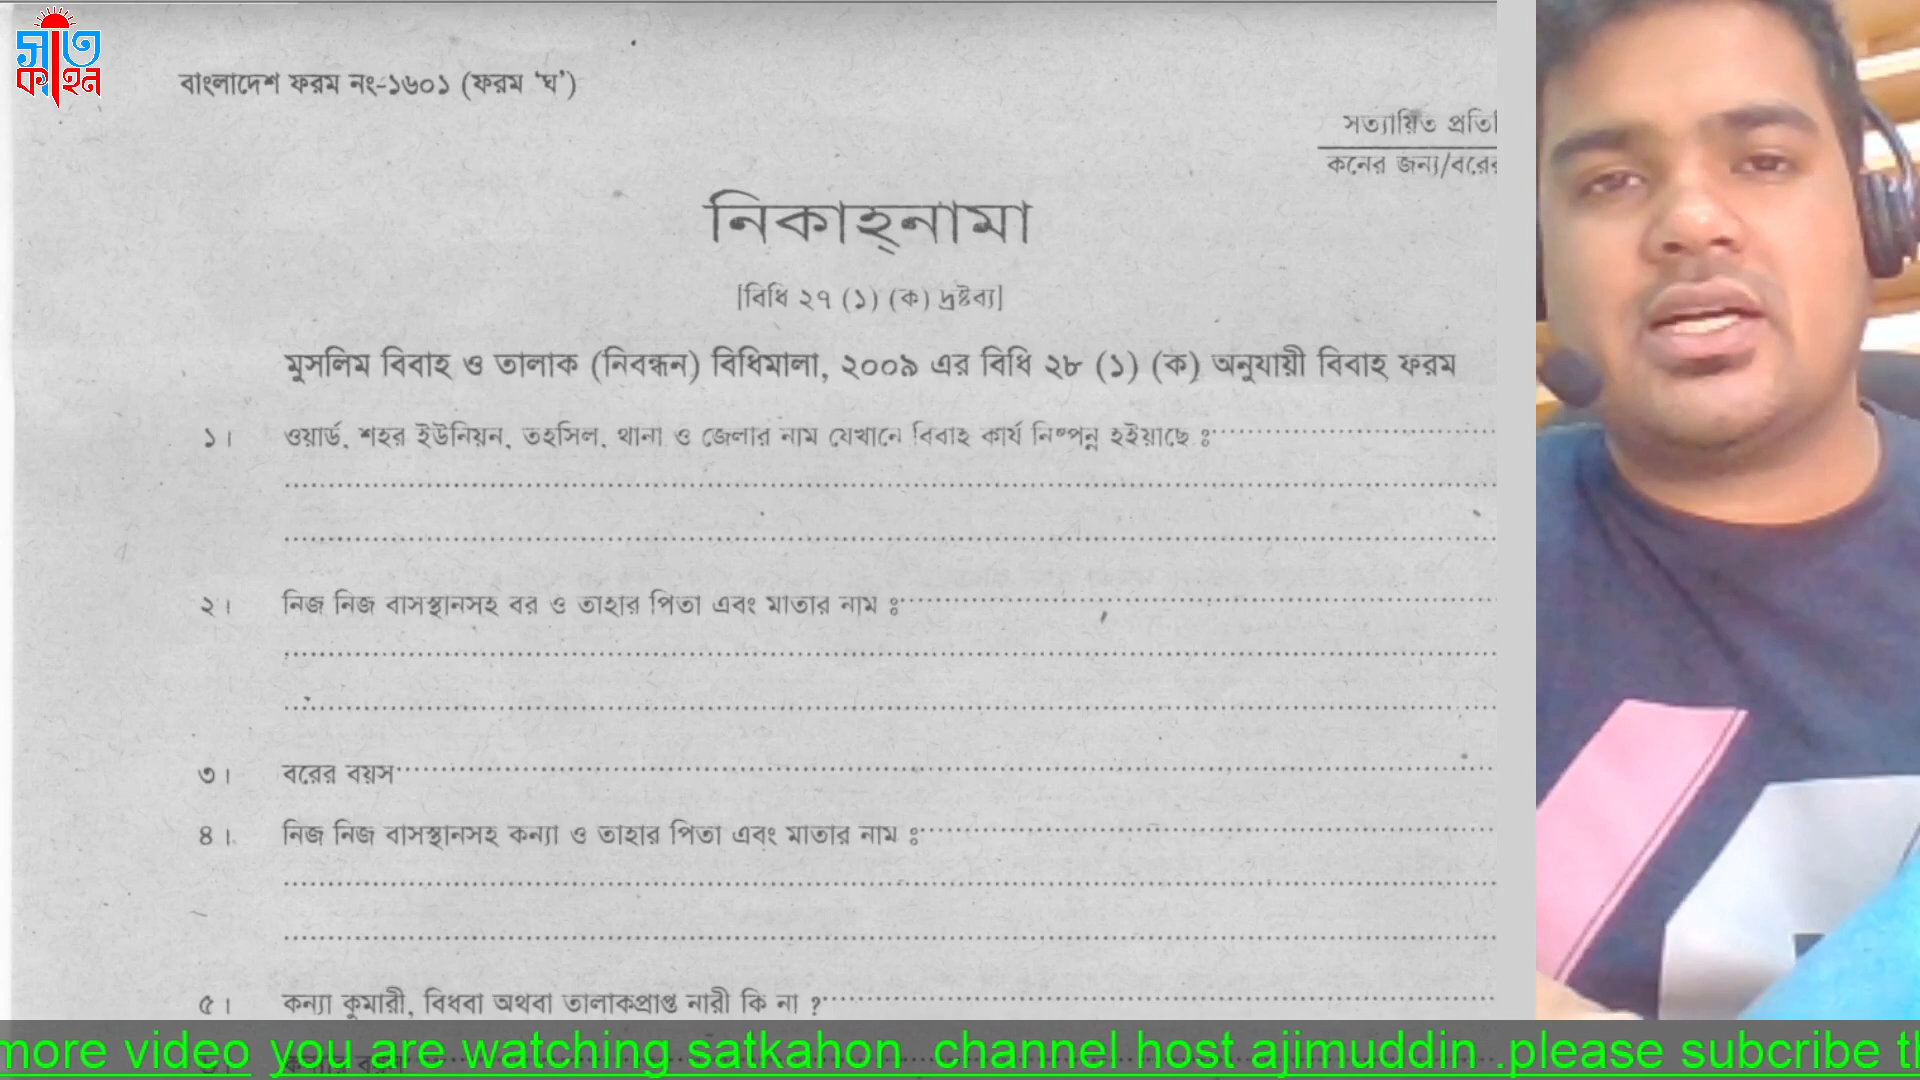 সাত
কাহন
বাংলাদেশ ফরম নং-১৬০১ (ফরম ‘ঘ’)
সত্যায়িত
কনের জন্য/বরের
নিকাহ্‌নামা
[বিধি ২৭ (১) (ক) দ্রষ্টব্য]
মুসলিম বিবাহ ও তালাক (নিবন্ধন) বিধিমালা, ২০০৯ এর বিধি ২৮ (১) (ক) অনুযায়ী বিবাহ ফরম
১। ওয়ার্ড, শহর ইউনিয়ন, তহসিল, থানা ও জেলার নাম যেখানে বিবাহ কার্য নিষ্পন্ন হইয়াছে ঃ
২। নিজ নিজ বাসস্থানসহ বর ও তাহার পিতা এবং মাতার নাম ঃ
৩। বরের বয়স
৪। নিজ নিজ বাসস্থানসহ কন্যা ও তাহার পিতা এবং মাতার নাম ঃ
৫। কন্যা কুমারী, বিধবা অথবা তালাকপ্রাপ্ত নারী কি না ?
more video you are watching satkahon channel host ajimuddin .please subcribe